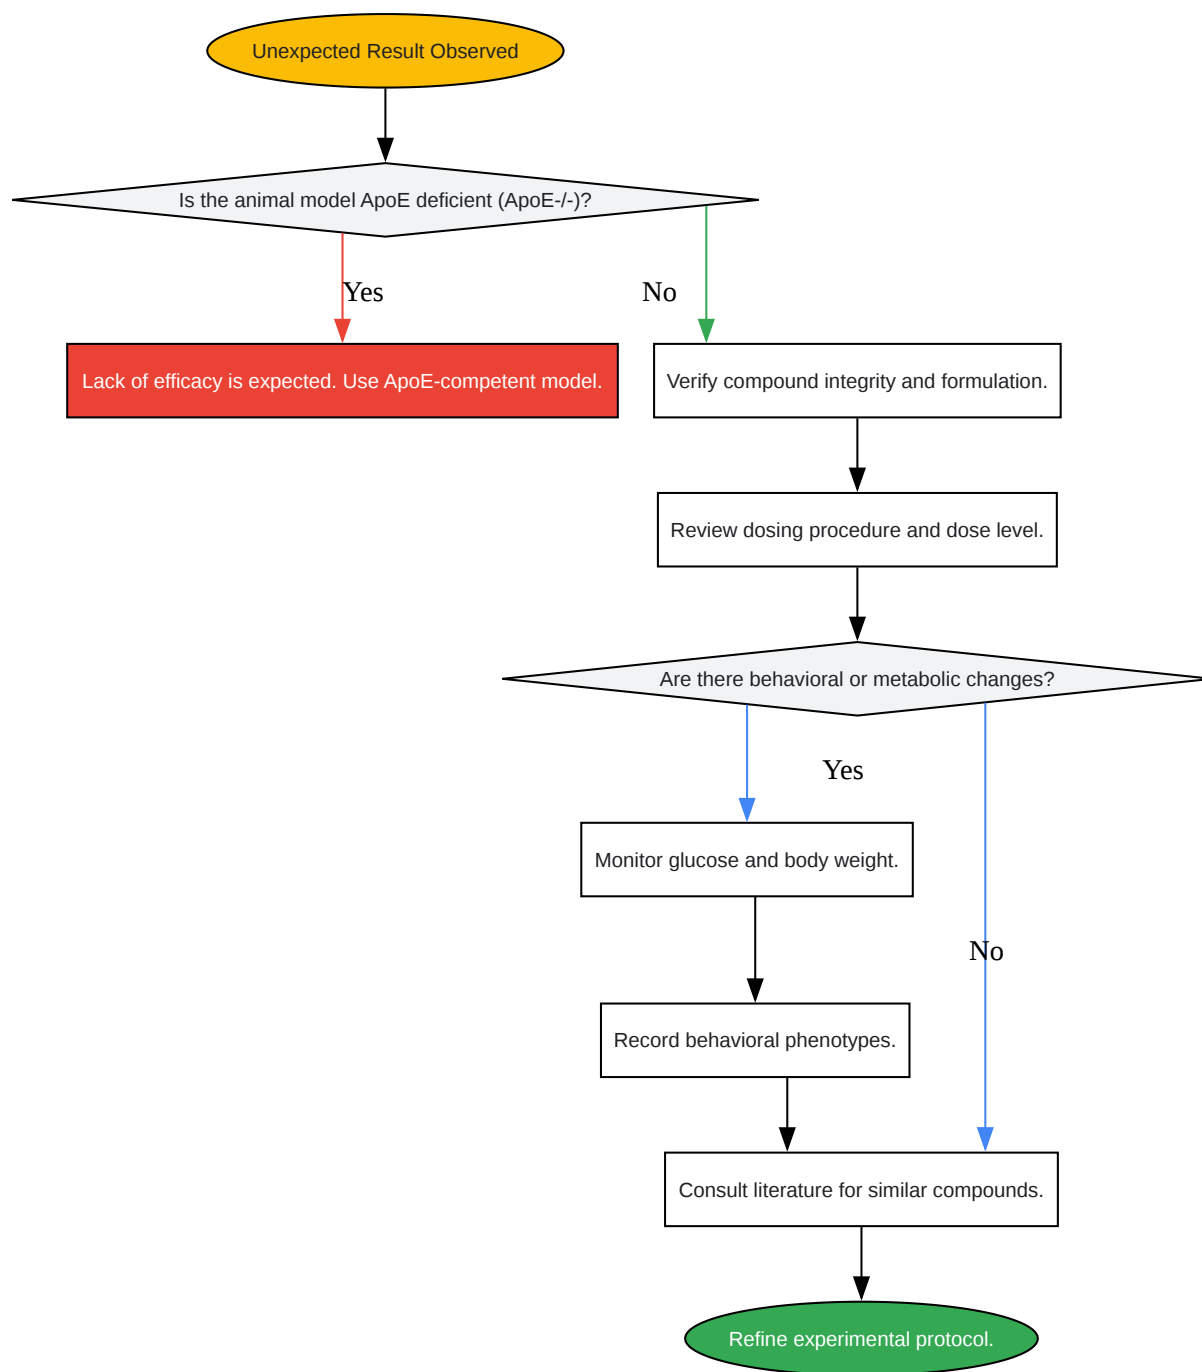 Unexpected Result Observed
Is the animal model ApoE deficient (ApoE-/-)?
Yes
No
Lack of efficacy is expected. Use ApoE-competent model.
Verify compound integrity and formulation.
Review dosing procedure and dose level.
Are there behavioral or metabolic changes?
Yes
Monitor glucose and body weight.
No
Record behavioral phenotypes.
Consult literature for similar compounds.
Refine experimental protocol.